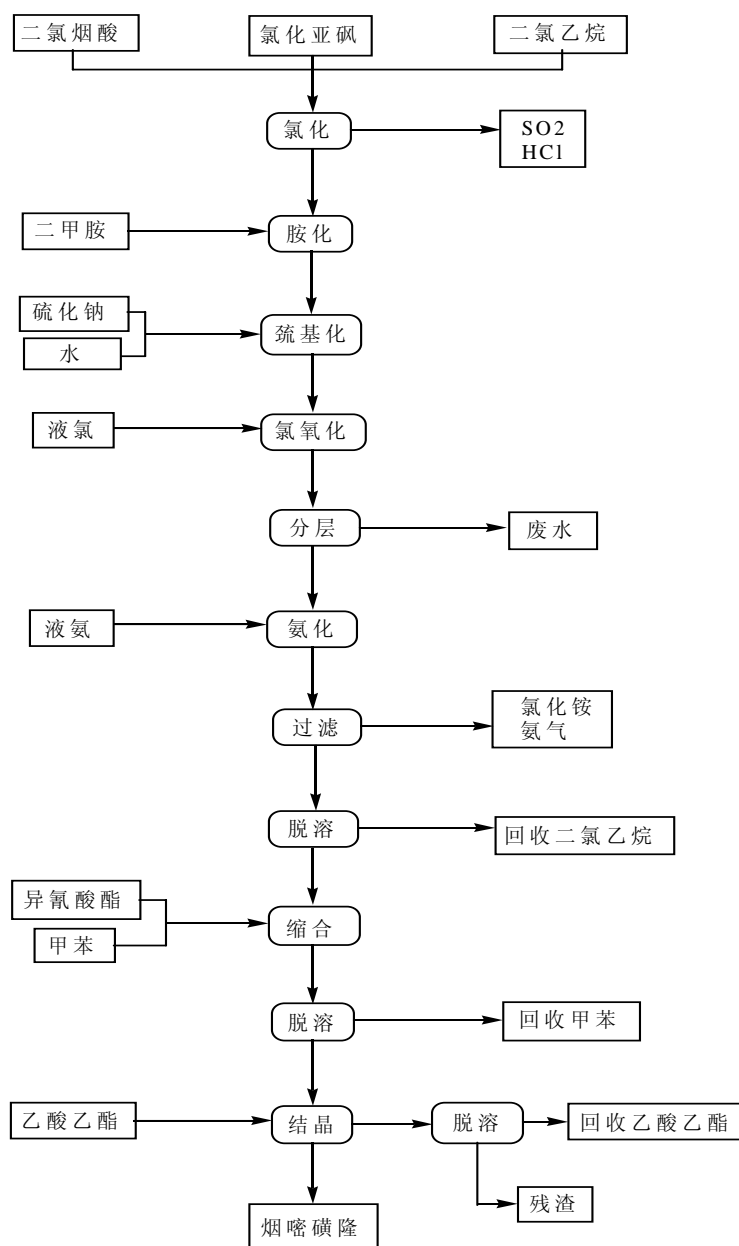 二氯烟酸
氯化亚砜
二氯乙烷
氯化
SO2
HCl
二甲胺
胺化
硫化钠
水
巯基化
液氯
氯氧化
分层
废水
液氨
氨化
过滤
氯化铵
氨气
脱溶
回收二氯乙烷
异氰酸酯
甲苯
缩合
脱溶
回收甲苯
乙酸乙酯
结晶
脱溶
回收乙酸乙酯
残渣
烟嘧磺隆